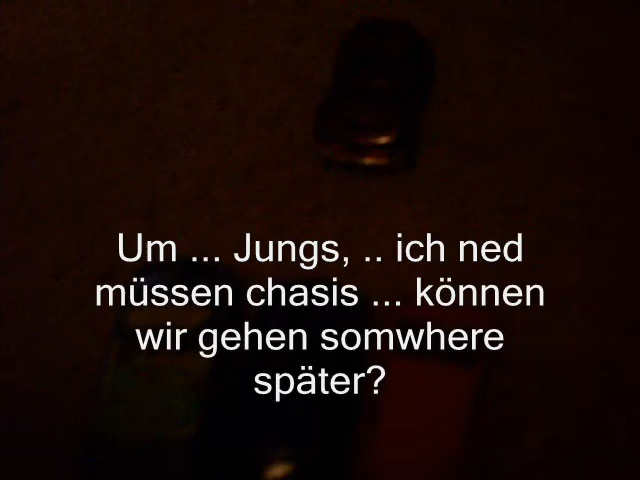 Um ... Jungs, .. ich ned
müssen chasis ... können
wir gehen somwhere
später?